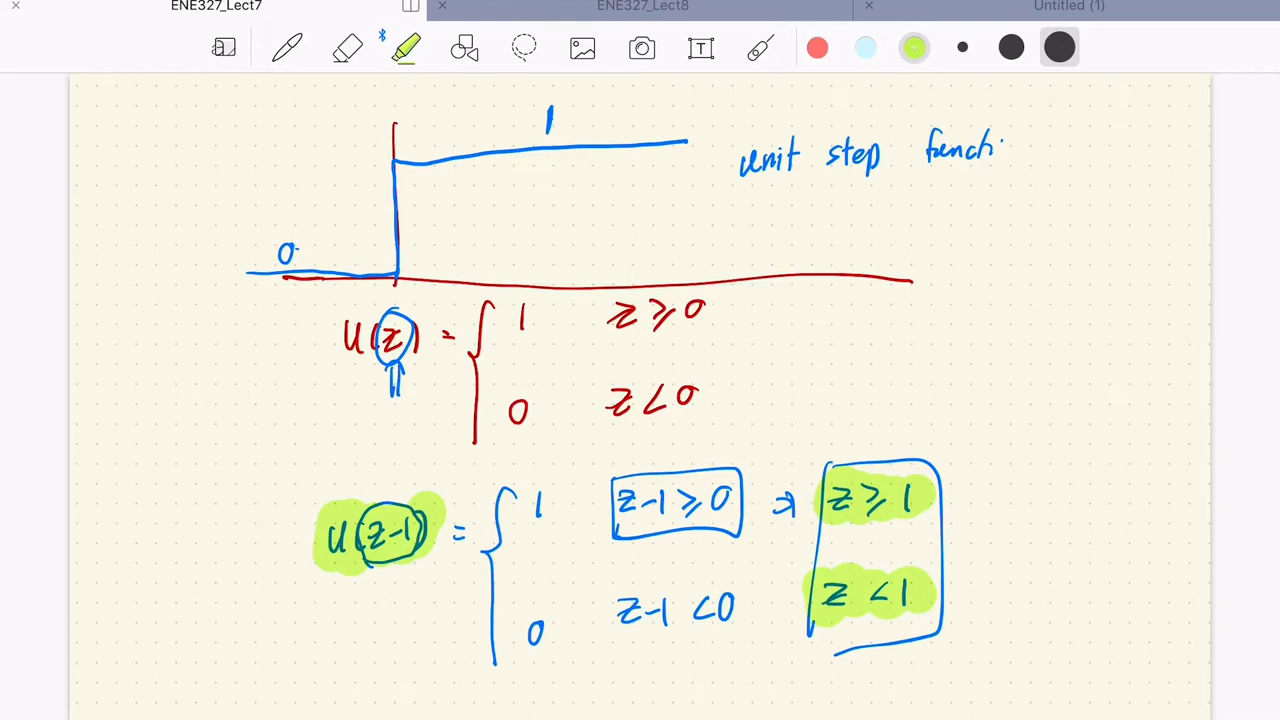 ENE327_Lect7 ENE327_Lect8 Untitled (1)
1
unit step functi
0
u(z) = { 1 z ≥ 0
0 z < 0
u(z-1) = { 1 z-1 ≥ 0 ⇒ z ≥ 1
0 z-1 < 0 z < 1